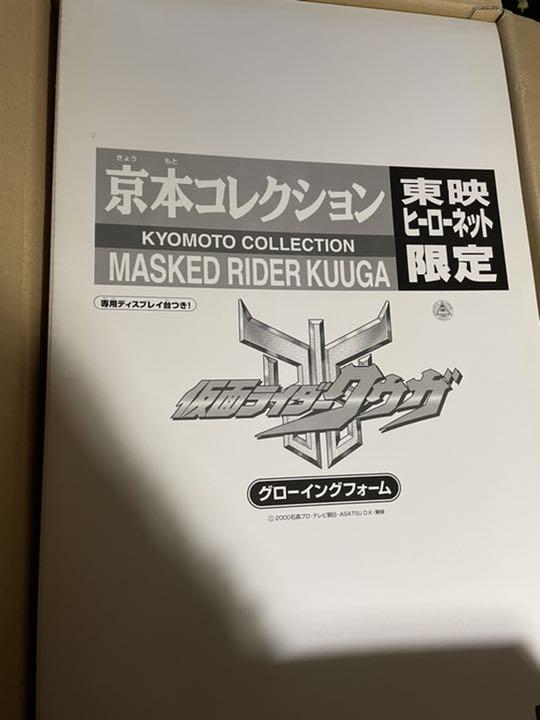 きょう もと
京本コレクション
KYOMOTO COLLECTION
MASKED RIDER KUUGA
東映
ヒーローネット
限定
専用ディスプレイ台つき!
仮面ライダークウガ
グローイングフォーム
©2000石森プロ・テレビ朝日・ASATSU D.K・東映